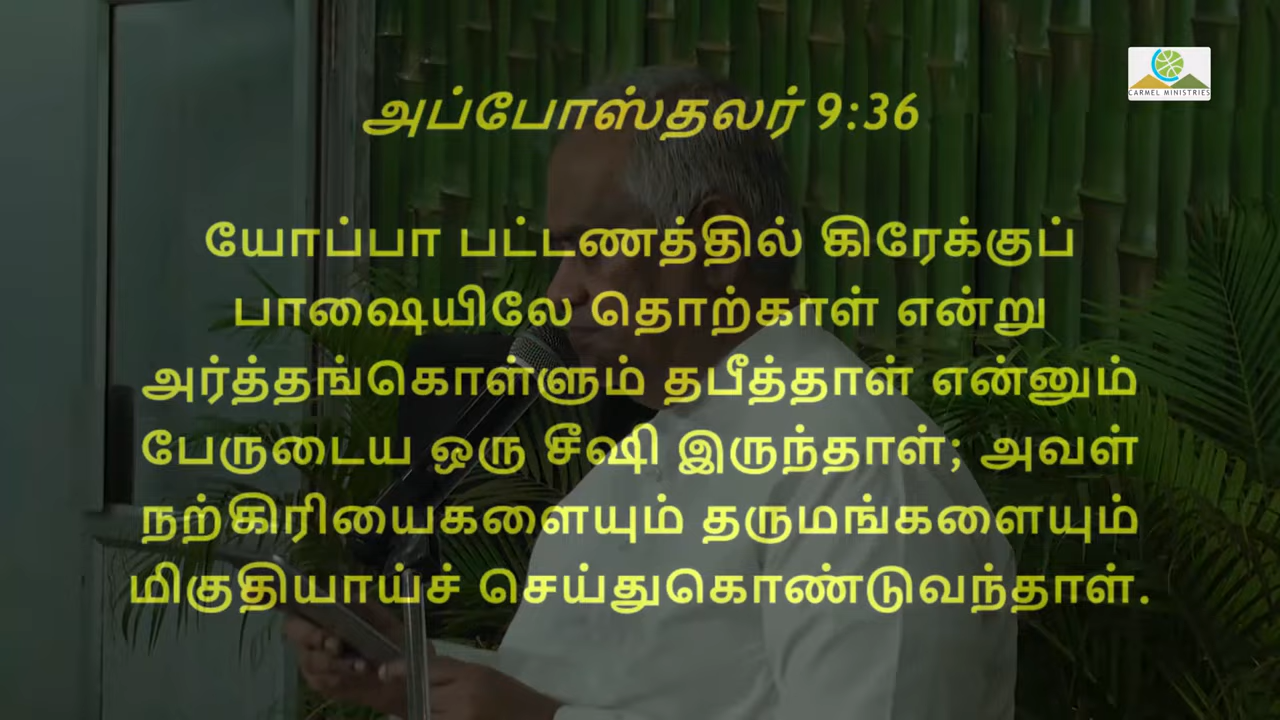 CARMEL MINISTRIES
அப்போஸ்தலர் 9:36
யோப்பா பட்டணத்தில் கிரேக்குப்
பாஷையிலே தொற்காள் என்று
அர்த்தங்கொள்ளும் தபீத்தாள் என்னும்
பேருடைய ஒரு சீஷி இருந்தாள்; அவள்
நற்கிரியைகளையும் தருமங்களையும்
மிகுதியாய்ச் செய்துகொண்டுவந்தாள்.